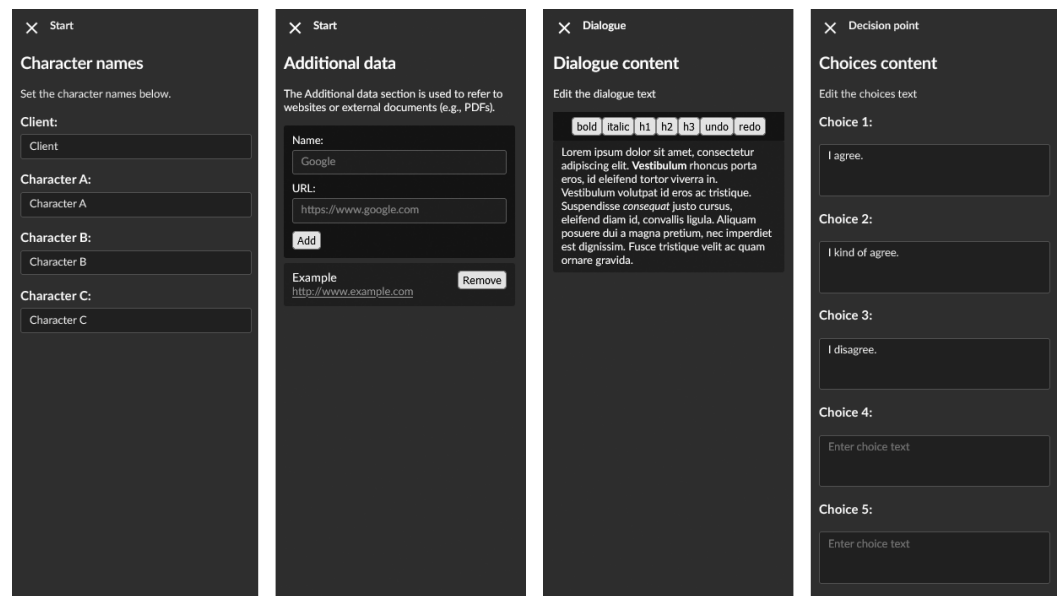 Start
Character names
Set the character names below.
Client:
Client
Character A:
Character A
Character B:
Character B
Character C:
Character C
Start
Additional data
The Additional data section is used to refer to
websites or external documents (e.g., PDFs).
Name:
Google
URL:
https://www.google.com
Add
Example
http://www.example.com
Remove
Dialogue
Dialogue content
Edit the dialogue text
bold italic h1 h2 h3 undo redo
Lorem ipsum dolor sit amet, consectetur
adipiscing elit. Vestibulum rhoncus porta
eros, id eleifend tortor viverra in.
Vestibulum volutpat id eros ac tristique.
Suspendisse consequat justo cursus,
eleifend diam id, convallis ligula. Aliquam
posuere dui a magna pretium, nec imperdiet
est dignissim. Fusce tristique velit ac quam
ornare gravida.
Decision point
Choices content
Edit the choices text
Choice 1:
I agree.
Choice 2:
I kind of agree.
Choice 3:
I disagree.
Choice 4:
Enter choice text
Choice 5:
Enter choice text